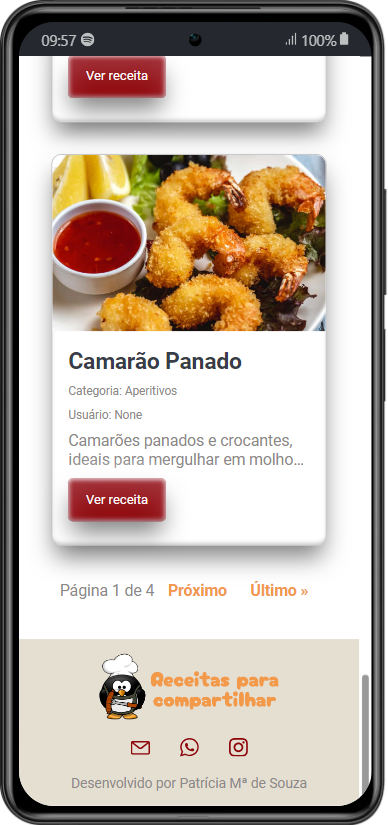 09:57
100%
Ver receita
Camarão Panado
Categoria: Aperitivos
Usuário: None
Camarões panados e crocantes,
ideais para mergulhar em molho...
Ver receita
Página 1 de 4 Próximo Último »
Receitas para
compartilhar
Desenvolvido por Patrícia Mª de Souza